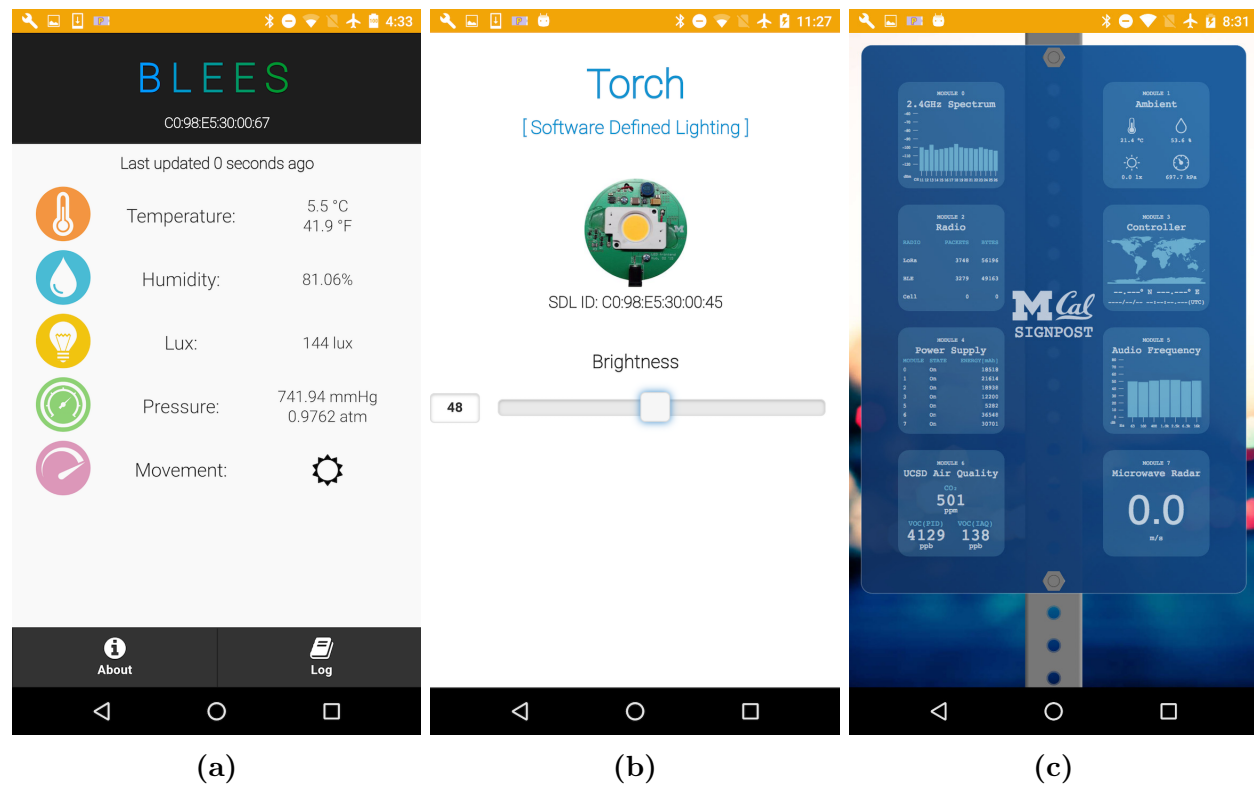 4:33
BLEES
C0:98:E5:30:00:67
Last updated 0 seconds ago
Temperature:
5.5 °C
41.9 °F
Humidity:
81.06%
Lux:
144 lux
Pressure:
741.94 mmHg
0.9762 atm
Movement:
About
Log
(a)
11:27
Torch
[ Software Defined Lighting ]
SDL ID: C0:98:E5:30:00:45
Brightness
48
(b)
8:31
MODULE 0
2.4GHz Spectrum
MODULE 1
Ambient
21.4 °C
53.6 %
0.0 lx
697.7 kPa
MODULE 2
Radio
RADIO PACKETS BYTES
LoRa 3748 56196
BLE 3279 49163
Cell 0 0
MODULE 3
Controller
--.---° N ---.---° E
----/--/-- --:--:--.---(UTC)
M Cal
SIGNPOST
MODULE 4
Power Supply
MODULE STATE ENERGY(mAh)
0 On 18518
1 On 21614
2 On 18938
3 On 12200
5 On 5282
6 On 36548
7 On 30701
MODULE 5
Audio Frequency
MODULE 6
UCSD Air Quality
CO₂
501
ppm
VOC(PID) VOC(IAQ)
4129 138
ppb ppb
MODULE 7
Microwave Radar
0.0
m/s
(c)